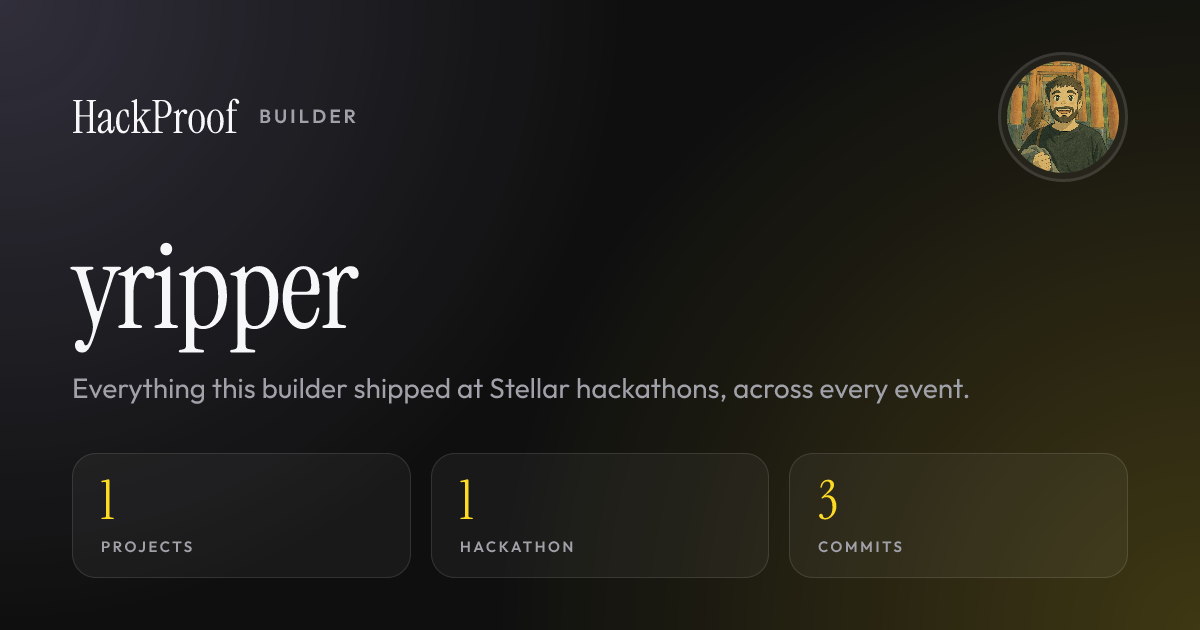 HackProof BUILDER
yripper
Everything this builder shipped at Stellar hackathons, across every event.
1 1 3
PROJECTS HACKATHON COMMITS